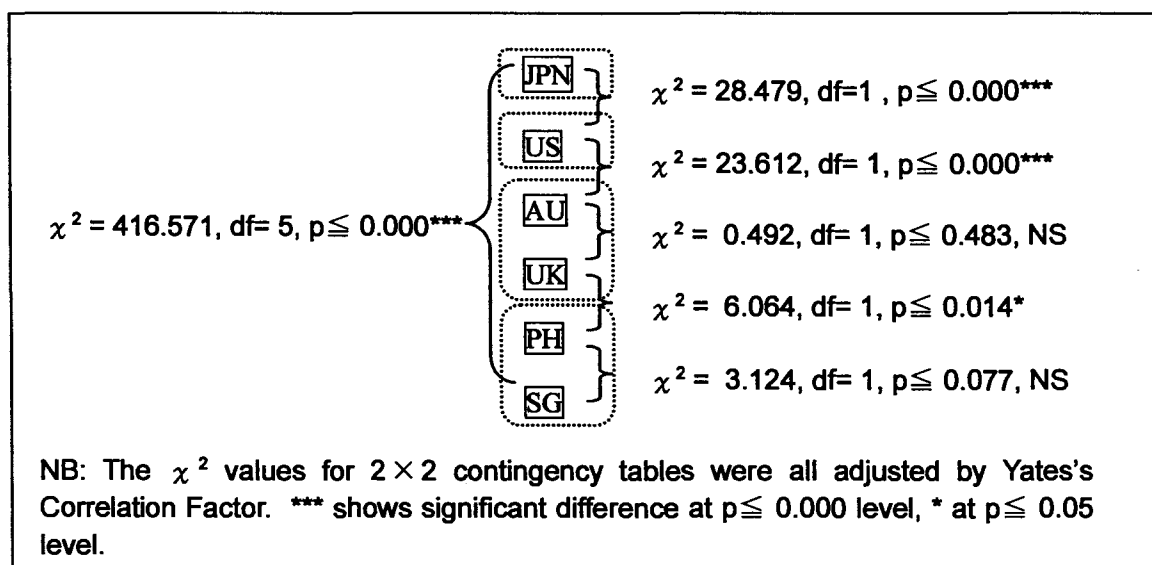 JPN
χ² = 28.479, df=1 , p≦ 0.000***
US
χ² = 23.612, df= 1, p≦ 0.000***
χ² = 416.571, df= 5, p≦ 0.000***
AU
χ² = 0.492, df= 1, p≦ 0.483, NS
UK
χ² = 6.064, df= 1, p≦ 0.014*
PH
χ² = 3.124, df= 1, p≦ 0.077, NS
SG
NB: The χ² values for 2×2 contingency tables were all adjusted by Yates's
Correlation Factor. *** shows significant difference at p≦ 0.000 level, * at p≦ 0.05
level.